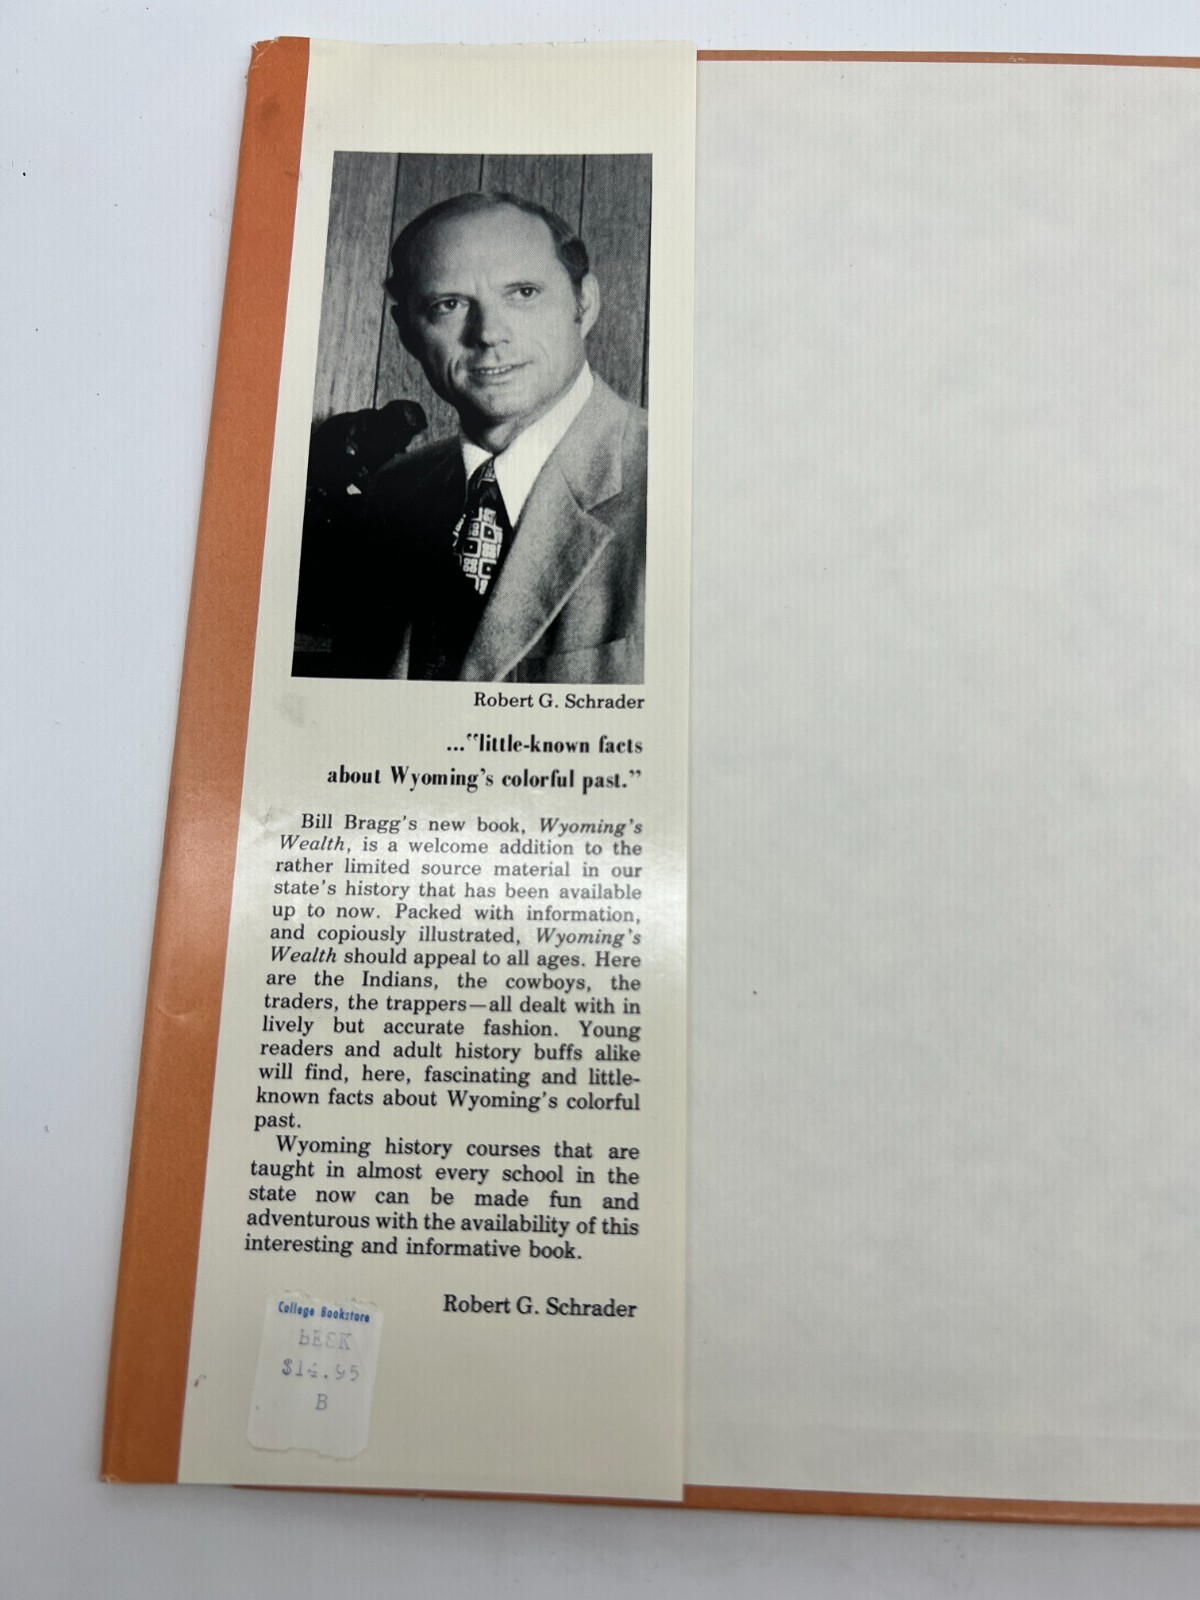 Robert G. Schrader
..."little-known facts
about Wyoming's colorful past."
Bill Bragg's new book, Wyoming's
Wealth, is a welcome addition to the
rather limited source material in our
state's history that has been available
up to now. Packed with information,
and copiously illustrated, Wyoming's
Wealth should appeal to all ages. Here
are the Indians, the cowboys, the
traders, the trappers—all dealt with in
lively but accurate fashion. Young
readers and adult history buffs alike
will find, here, fascinating and little-
known facts about Wyoming's colorful
past.
Wyoming history courses that are
taught in almost every school in the
state now can be made fun and
adventurous with the availability of this
interesting and informative book.
Robert G. Schrader
College Bookstore
B